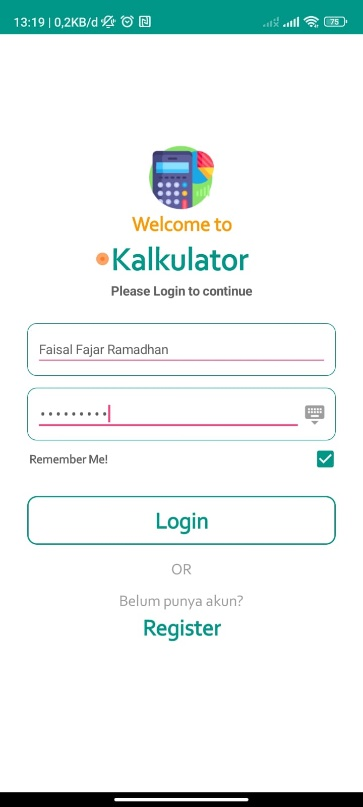 13:19 | 0,2KB/d
75
Welcome to
Kalkulator
Please Login to continue
Faisal Fajar Ramadhan
•••••••••
Remember Me!
Login
OR
Belum punya akun?
Register